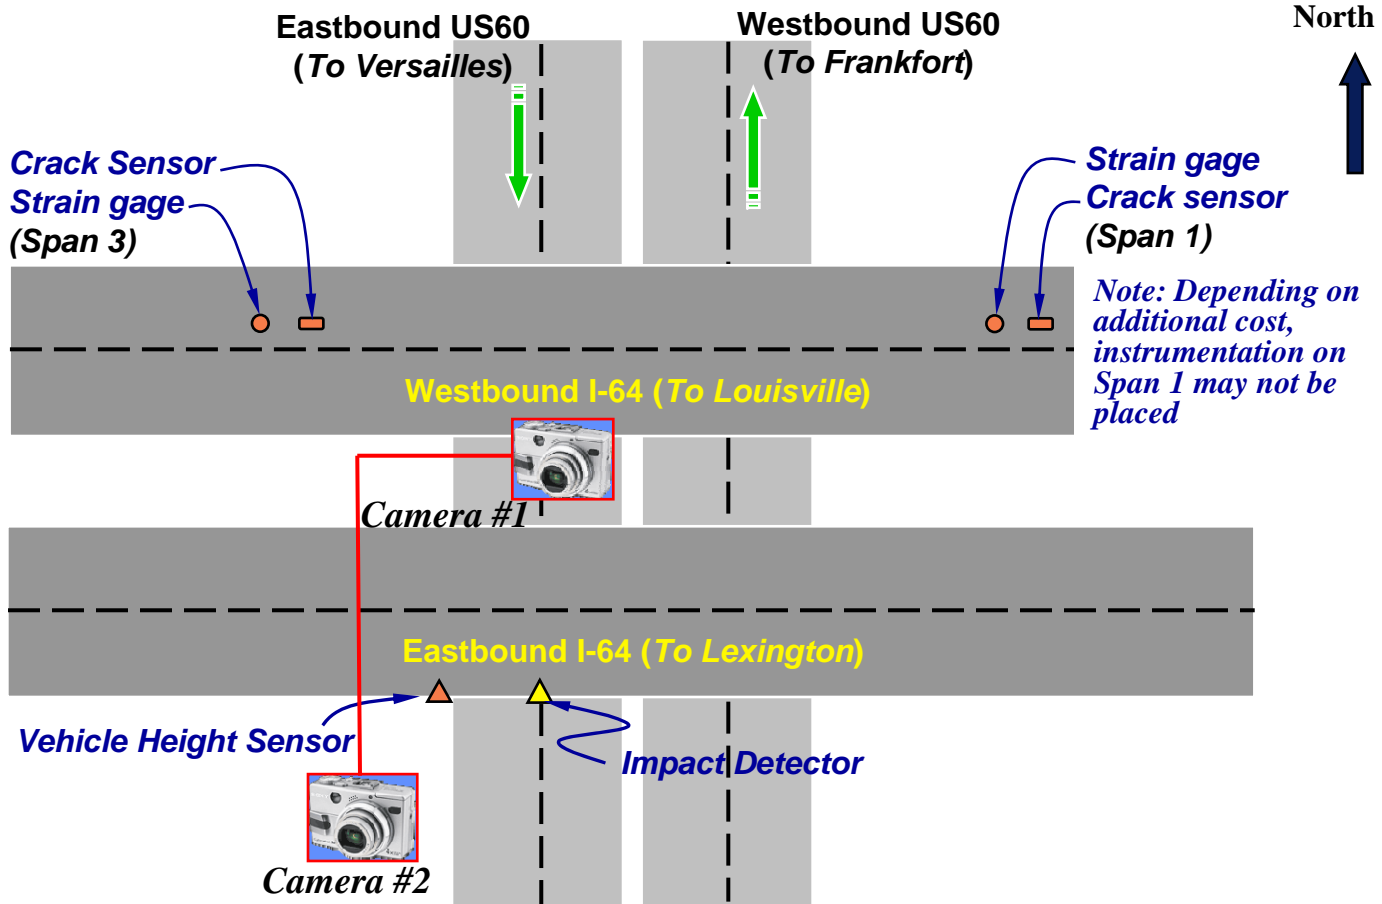 Eastbound US60
(To Versailles)
Westbound US60
(To Frankfort)
North
Crack Sensor
Strain gage
(Span 3)
Strain gage
Crack sensor
(Span 1)
Note: Depending on
additional cost,
instrumentation on
Span 1 may not be
placed
Westbound I-64 (To Louisville)
Camera #1
Eastbound I-64 (To Lexington)
Vehicle Height Sensor
Impact Detector
Camera #2